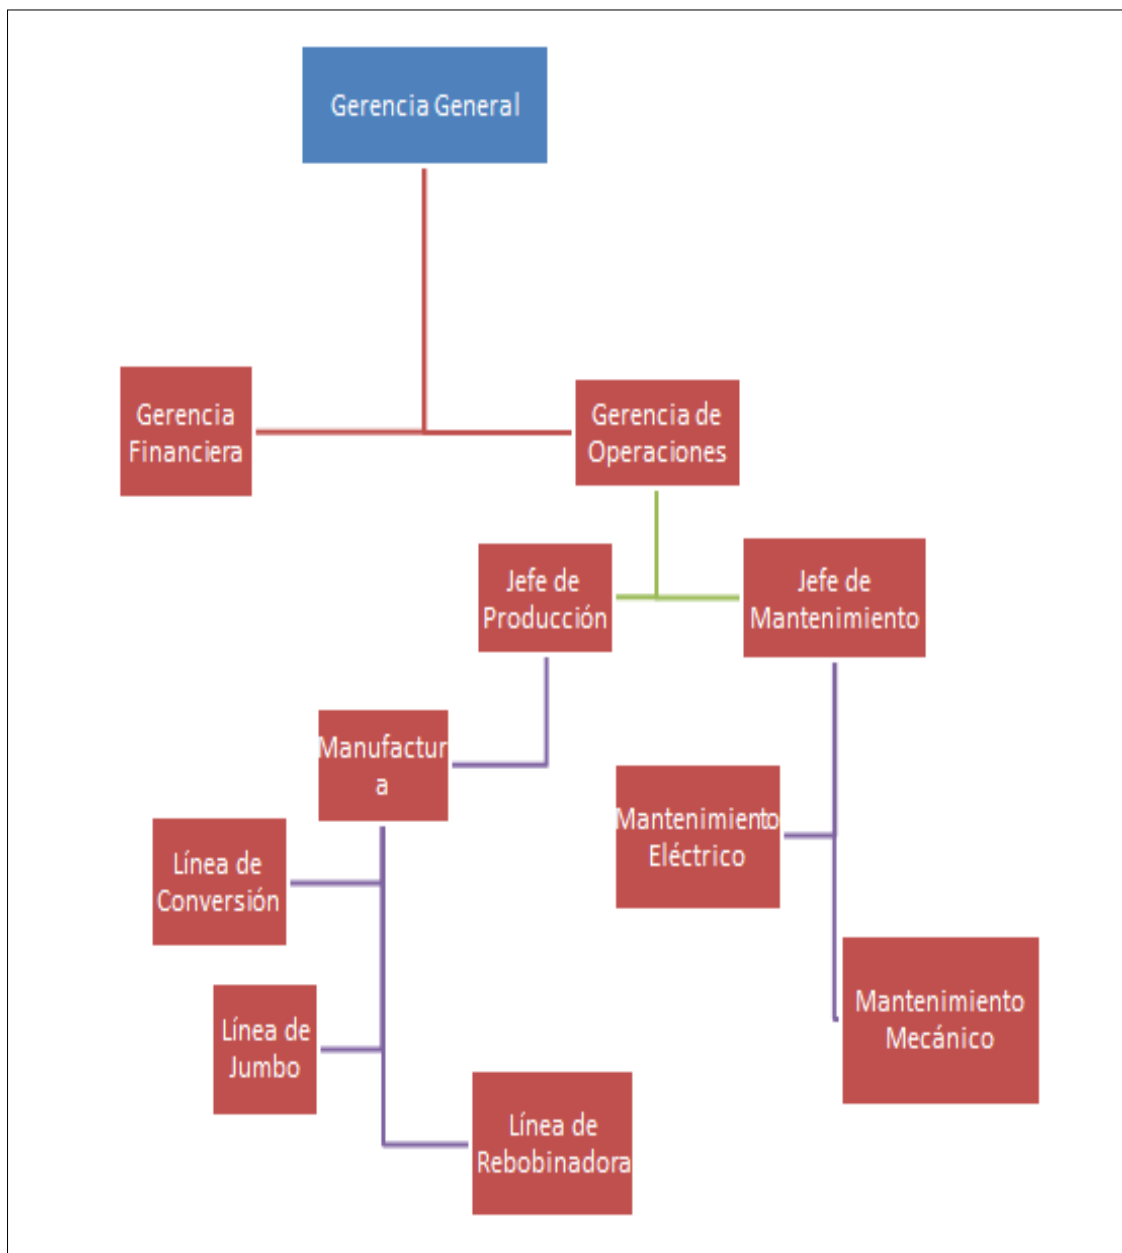 Gerencia General
Gerencia
Financiera
Gerencia de
Operaciones
Jefe de
Producción
Jefe de
Mantenimiento
Manufactur
a
Mantenimiento
Eléctrico
Línea de
Conversión
Mantenimiento
Mecánico
Línea de
Jumbo
Línea de
Rebobinadora